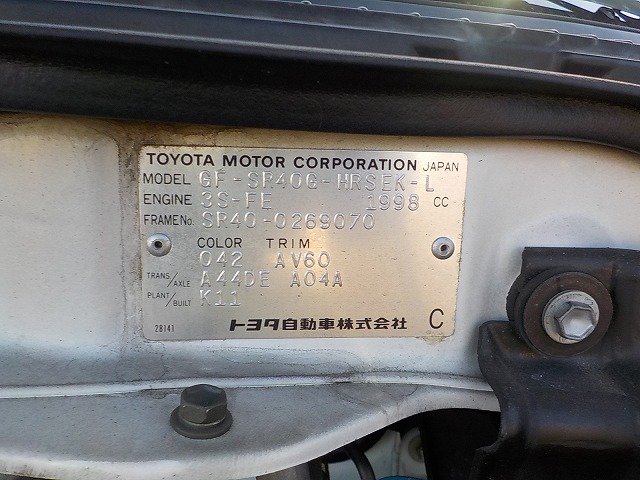 TOYOTA MOTOR CORPORATION JAPAN
MODEL GF-SR40G-HRSEK-L
ENGINE 3S-FE 1998 CC
FRAME No. SR40-0269070
COLOR TRIM
042 AV60
TRANS./AXLE A44DE A04A
PLANT/BUILT K11
28141 トヨタ自動車株式会社 C